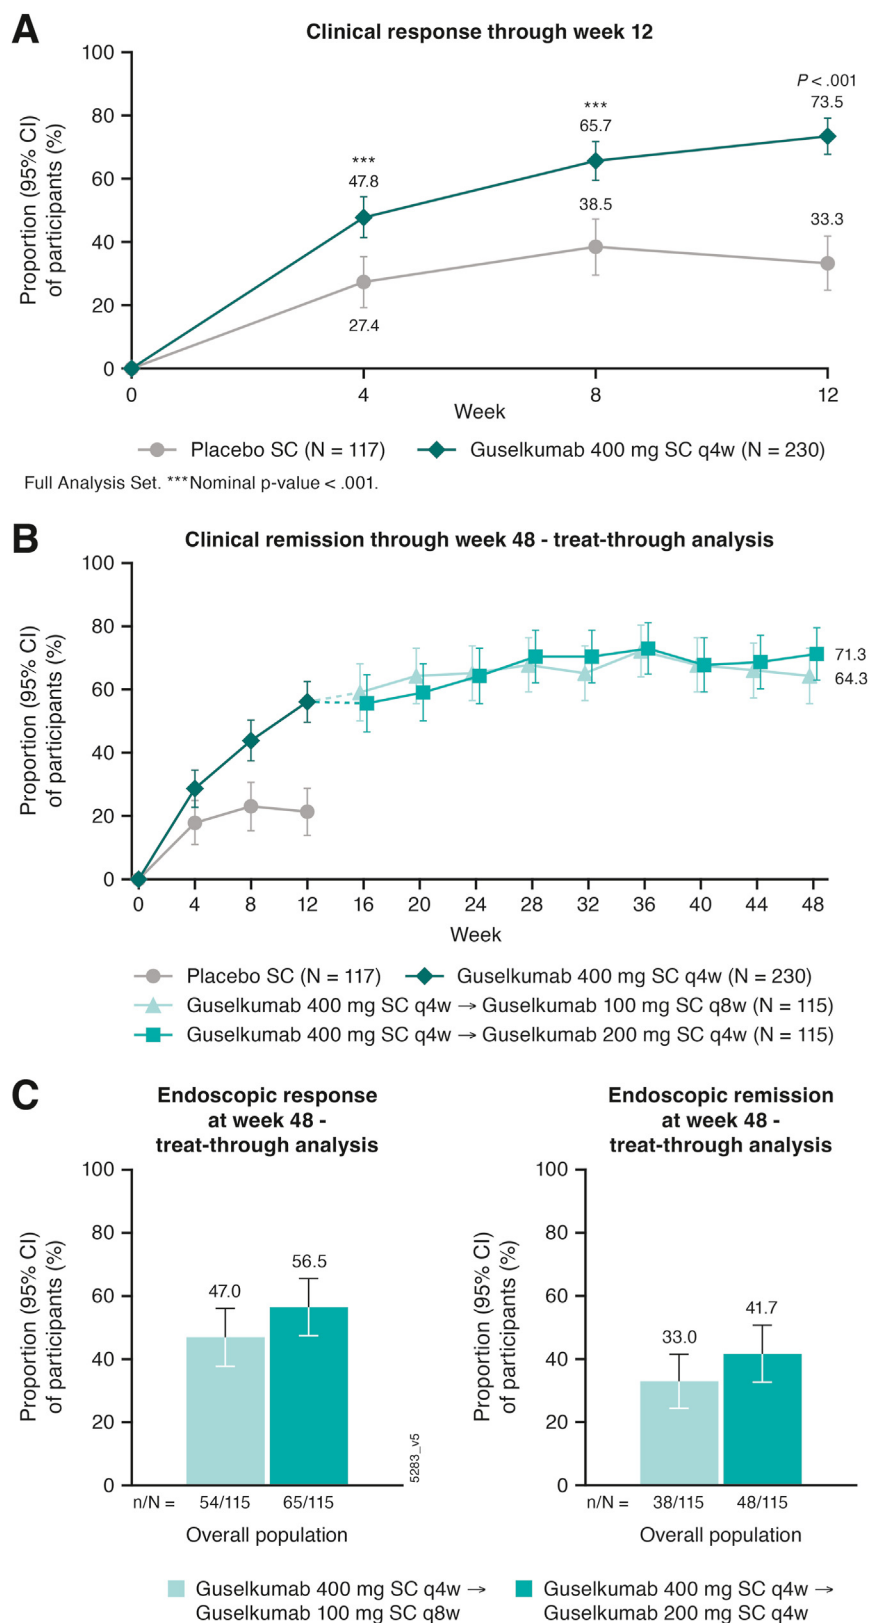 A
Clinical response through week 12
Proportion (95% CI)
of participants (%)
100
80
60
40
20
0
***
47.8
27.4
***
65.7
38.5
P < .001
73.5
33.3
0 4 8 12
Week
Placebo SC (N = 117) Guselkumab 400 mg SC q4w (N = 230)
Full Analysis Set. ***Nominal p-value < .001.
B
Clinical remission through week 48 - treat-through analysis
Proportion (95% CI)
of participants (%)
100
80
60
40
20
0
71.3
64.3
0 4 8 12 16 20 24 28 32 36 40 44 48
Week
Placebo SC (N = 117) Guselkumab 400 mg SC q4w (N = 230)
Guselkumab 400 mg SC q4w → Guselkumab 100 mg SC q8w (N = 115)
Guselkumab 400 mg SC q4w → Guselkumab 200 mg SC q4w (N = 115)
C
Endoscopic response
at week 48 -
treat-through analysis
Proportion (95% CI)
of participants (%)
100
80
60
40
20
0
47.0
56.5
n/N = 54/115 65/115
Overall population
5283_v5
Endoscopic remission
at week 48 -
treat-through analysis
Proportion (95% CI)
of participants (%)
100
80
60
40
20
0
33.0
41.7
n/N = 38/115 48/115
Overall population
Guselkumab 400 mg SC q4w →
Guselkumab 100 mg SC q8w
Guselkumab 400 mg SC q4w →
Guselkumab 200 mg SC q4w